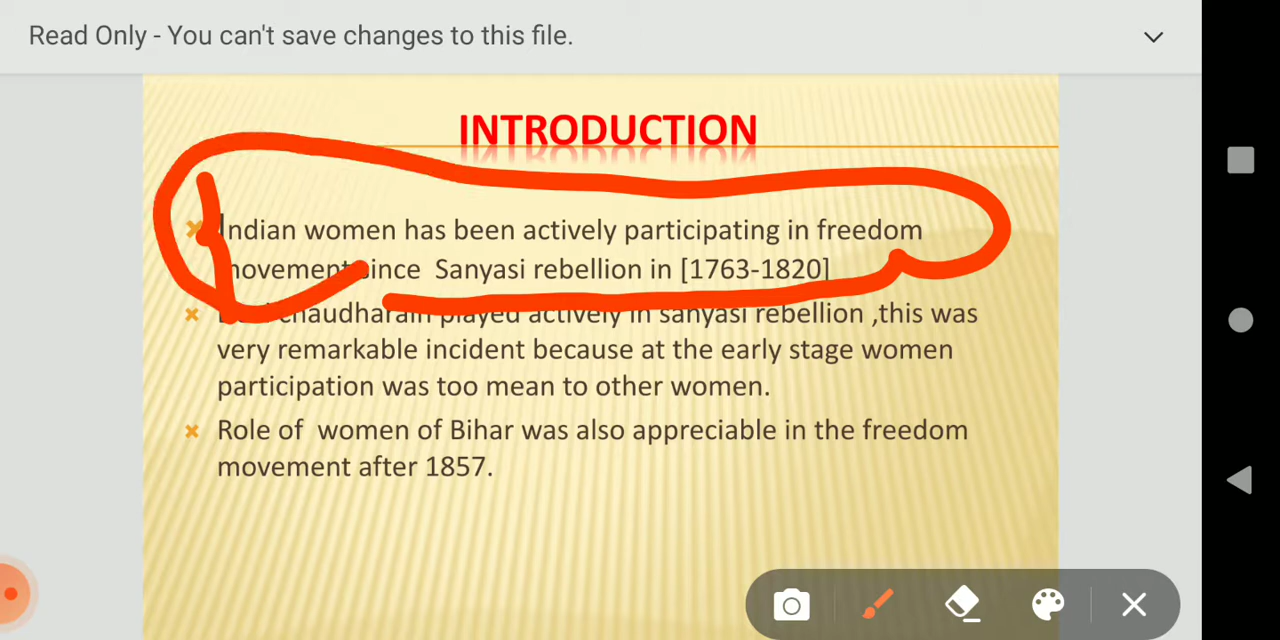 Read Only - You can't save changes to this file.
INTRODUCTION
Indian women has been actively participating in freedom
movement since Sanyasi rebellion in [1763-1820]
chaudharain played actively in sanyasi rebellion ,this was
very remarkable incident because at the early stage women
participation was too mean to other women.
Role of women of Bihar was also appreciable in the freedom
movement after 1857.